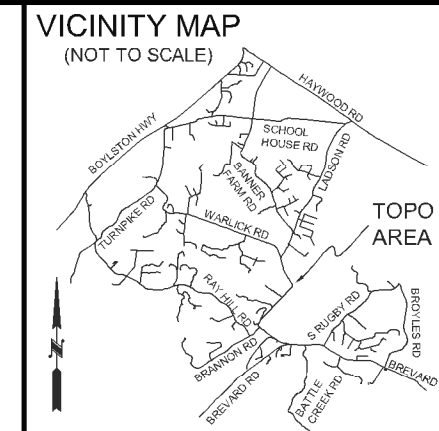 VICINITY MAP
(NOT TO SCALE)
HAYWOOD RD
BOYLSTON HWY
SCHOOL
HOUSE RD
LADSON RD
BANNER
FARM RD
TURNPIKE RD
WARLICK RD
TOPO
AREA
RAY HILL RD
S RUGBY RD
BROYLES RD
BRANNON RD
BREVARD
BREVARD RD
BATTLE
CREEK RD
N